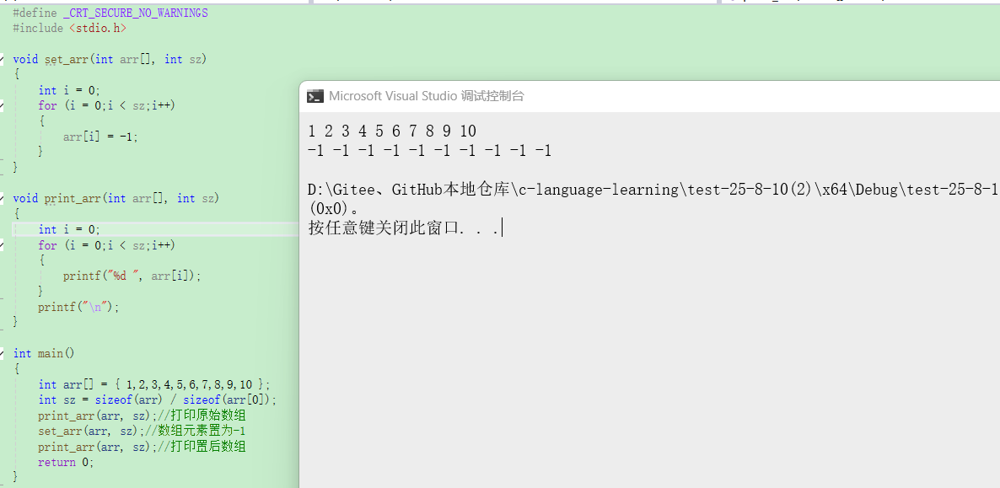 #define _CRT_SECURE_NO_WARNINGS
#include <stdio.h>
void set_arr(int arr[], int sz)
{
int i = 0;
for (i = 0;i < sz;i++)
{
arr[i] = -1;
}
}
void print_arr(int arr[], int sz)
{
int i = 0;
for (i = 0;i < sz;i++)
{
printf("%d ", arr[i]);
}
printf("\n");
}
int main()
{
int arr[] = { 1,2,3,4,5,6,7,8,9,10 };
int sz = sizeof(arr) / sizeof(arr[0]);
print_arr(arr, sz);//打印原始数组
set_arr(arr, sz);//数组元素置为-1
print_arr(arr, sz);//打印置后数组
return 0;
}
Microsoft Visual Studio 调试控制台
1 2 3 4 5 6 7 8 9 10
-1 -1 -1 -1 -1 -1 -1 -1 -1 -1
D:\Gitee、GitHub本地仓库\c-language-learning\test-25-8-10(2)\x64\Debug\test-25-8-1
(0x0)。
按任意键关闭此窗口. . .